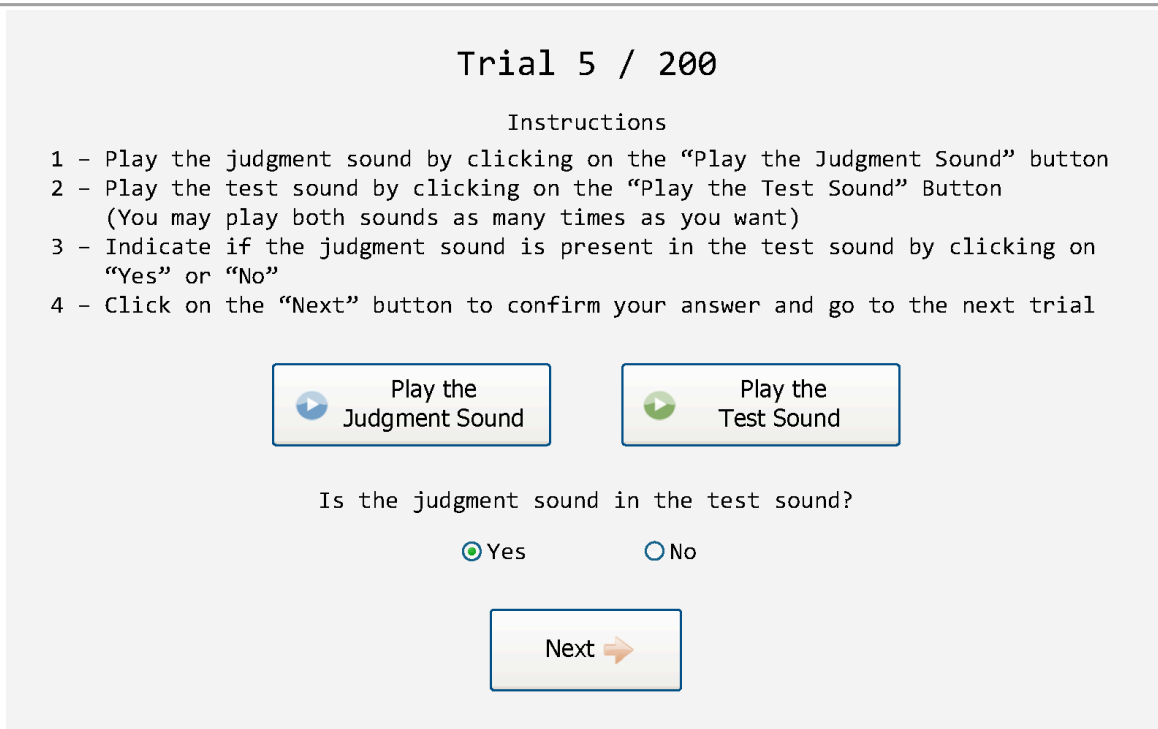 Trial 5 / 200
Instructions
1 – Play the judgment sound by clicking on the “Play the Judgment Sound” button
2 – Play the test sound by clicking on the “Play the Test Sound” Button
(You may play both sounds as many times as you want)
3 – Indicate if the judgment sound is present in the test sound by clicking on
“Yes” or “No”
4 – Click on the “Next” button to confirm your answer and go to the next trial
Play the
Judgment Sound
Play the
Test Sound
Is the judgment sound in the test sound?
Yes No
Next